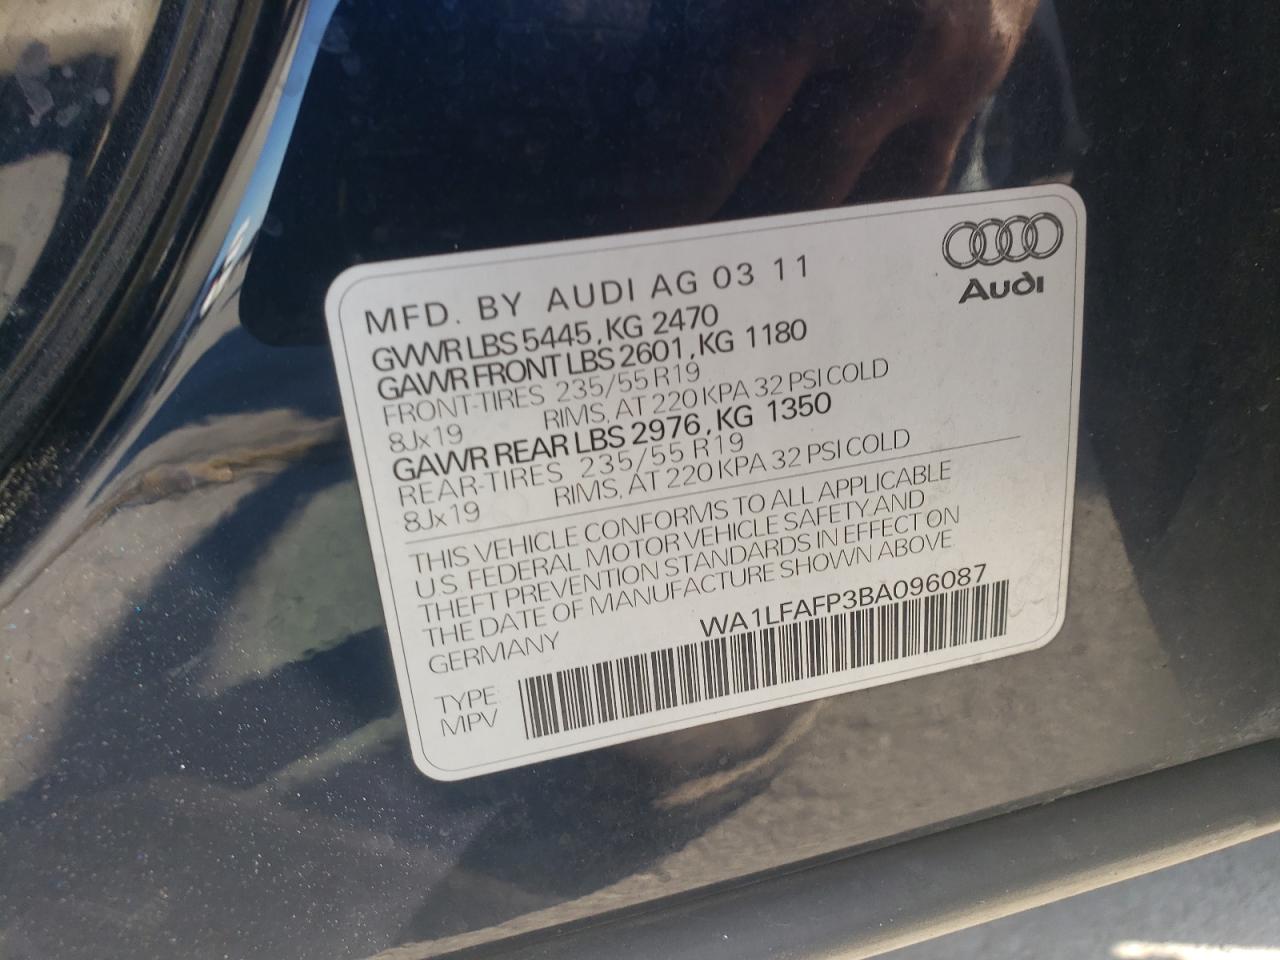 MFD. BY AUDI AG 03 11
Audi
GVWR LBS 5445, KG 2470
GAWR FRONT LBS 2601, KG 1180
FRONT-TIRES 235/55 R19
8Jx19 RIMS, AT 220 KPA 32 PSI COLD
GAWR REAR LBS 2976, KG 1350
REAR-TIRES 235/55 R19
8Jx19 RIMS, AT 220 KPA 32 PSI COLD
THIS VEHICLE CONFORMS TO ALL APPLICABLE
U.S. FEDERAL MOTOR VEHICLE SAFETY AND
THEFT PREVENTION STANDARDS IN EFFECT ON
THE DATE OF MANUFACTURE SHOWN ABOVE
GERMANY WA1LFAFP3BA096087
TYPE:
MPV